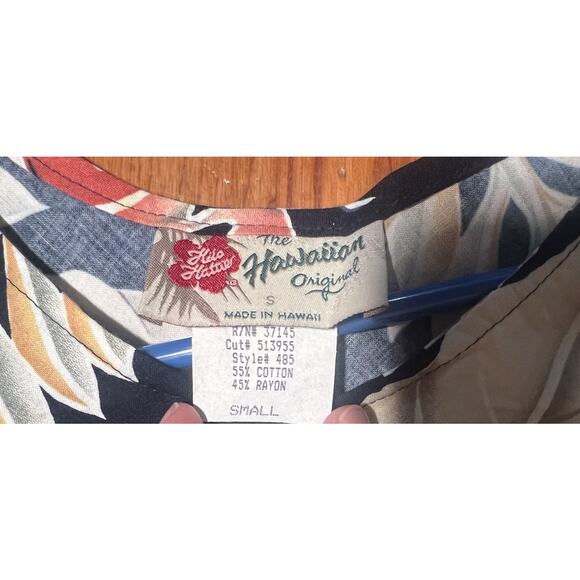 Hilo
Hattie
The
Hawaiian
Original
S
MADE IN HAWAII
R/N# 37145
Cut# 513955
Style# 485
55% COTTON
45% RAYON
SMALL